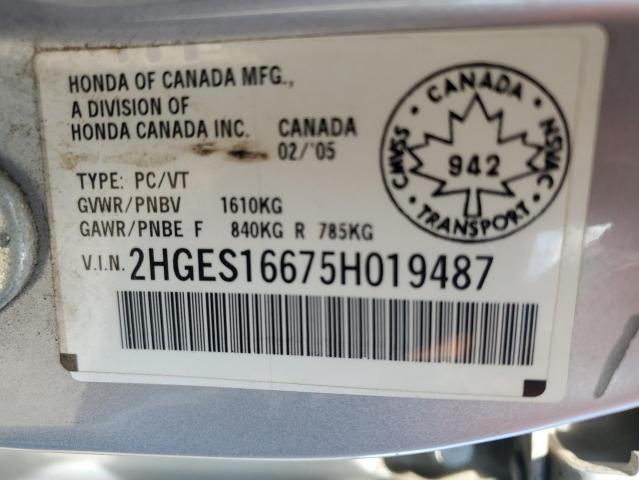 HONDA OF CANADA MFG.,
A DIVISION OF
HONDA CANADA INC. CANADA
02/'05
TYPE: PC/VT
GVWR/PNBV 1610KG
GAWR/PNBE F 840KG R 785KG
V.I.N. 2HGES16675H019487
CANADA
CMVSS
942
NSVAC
TRANSPORT